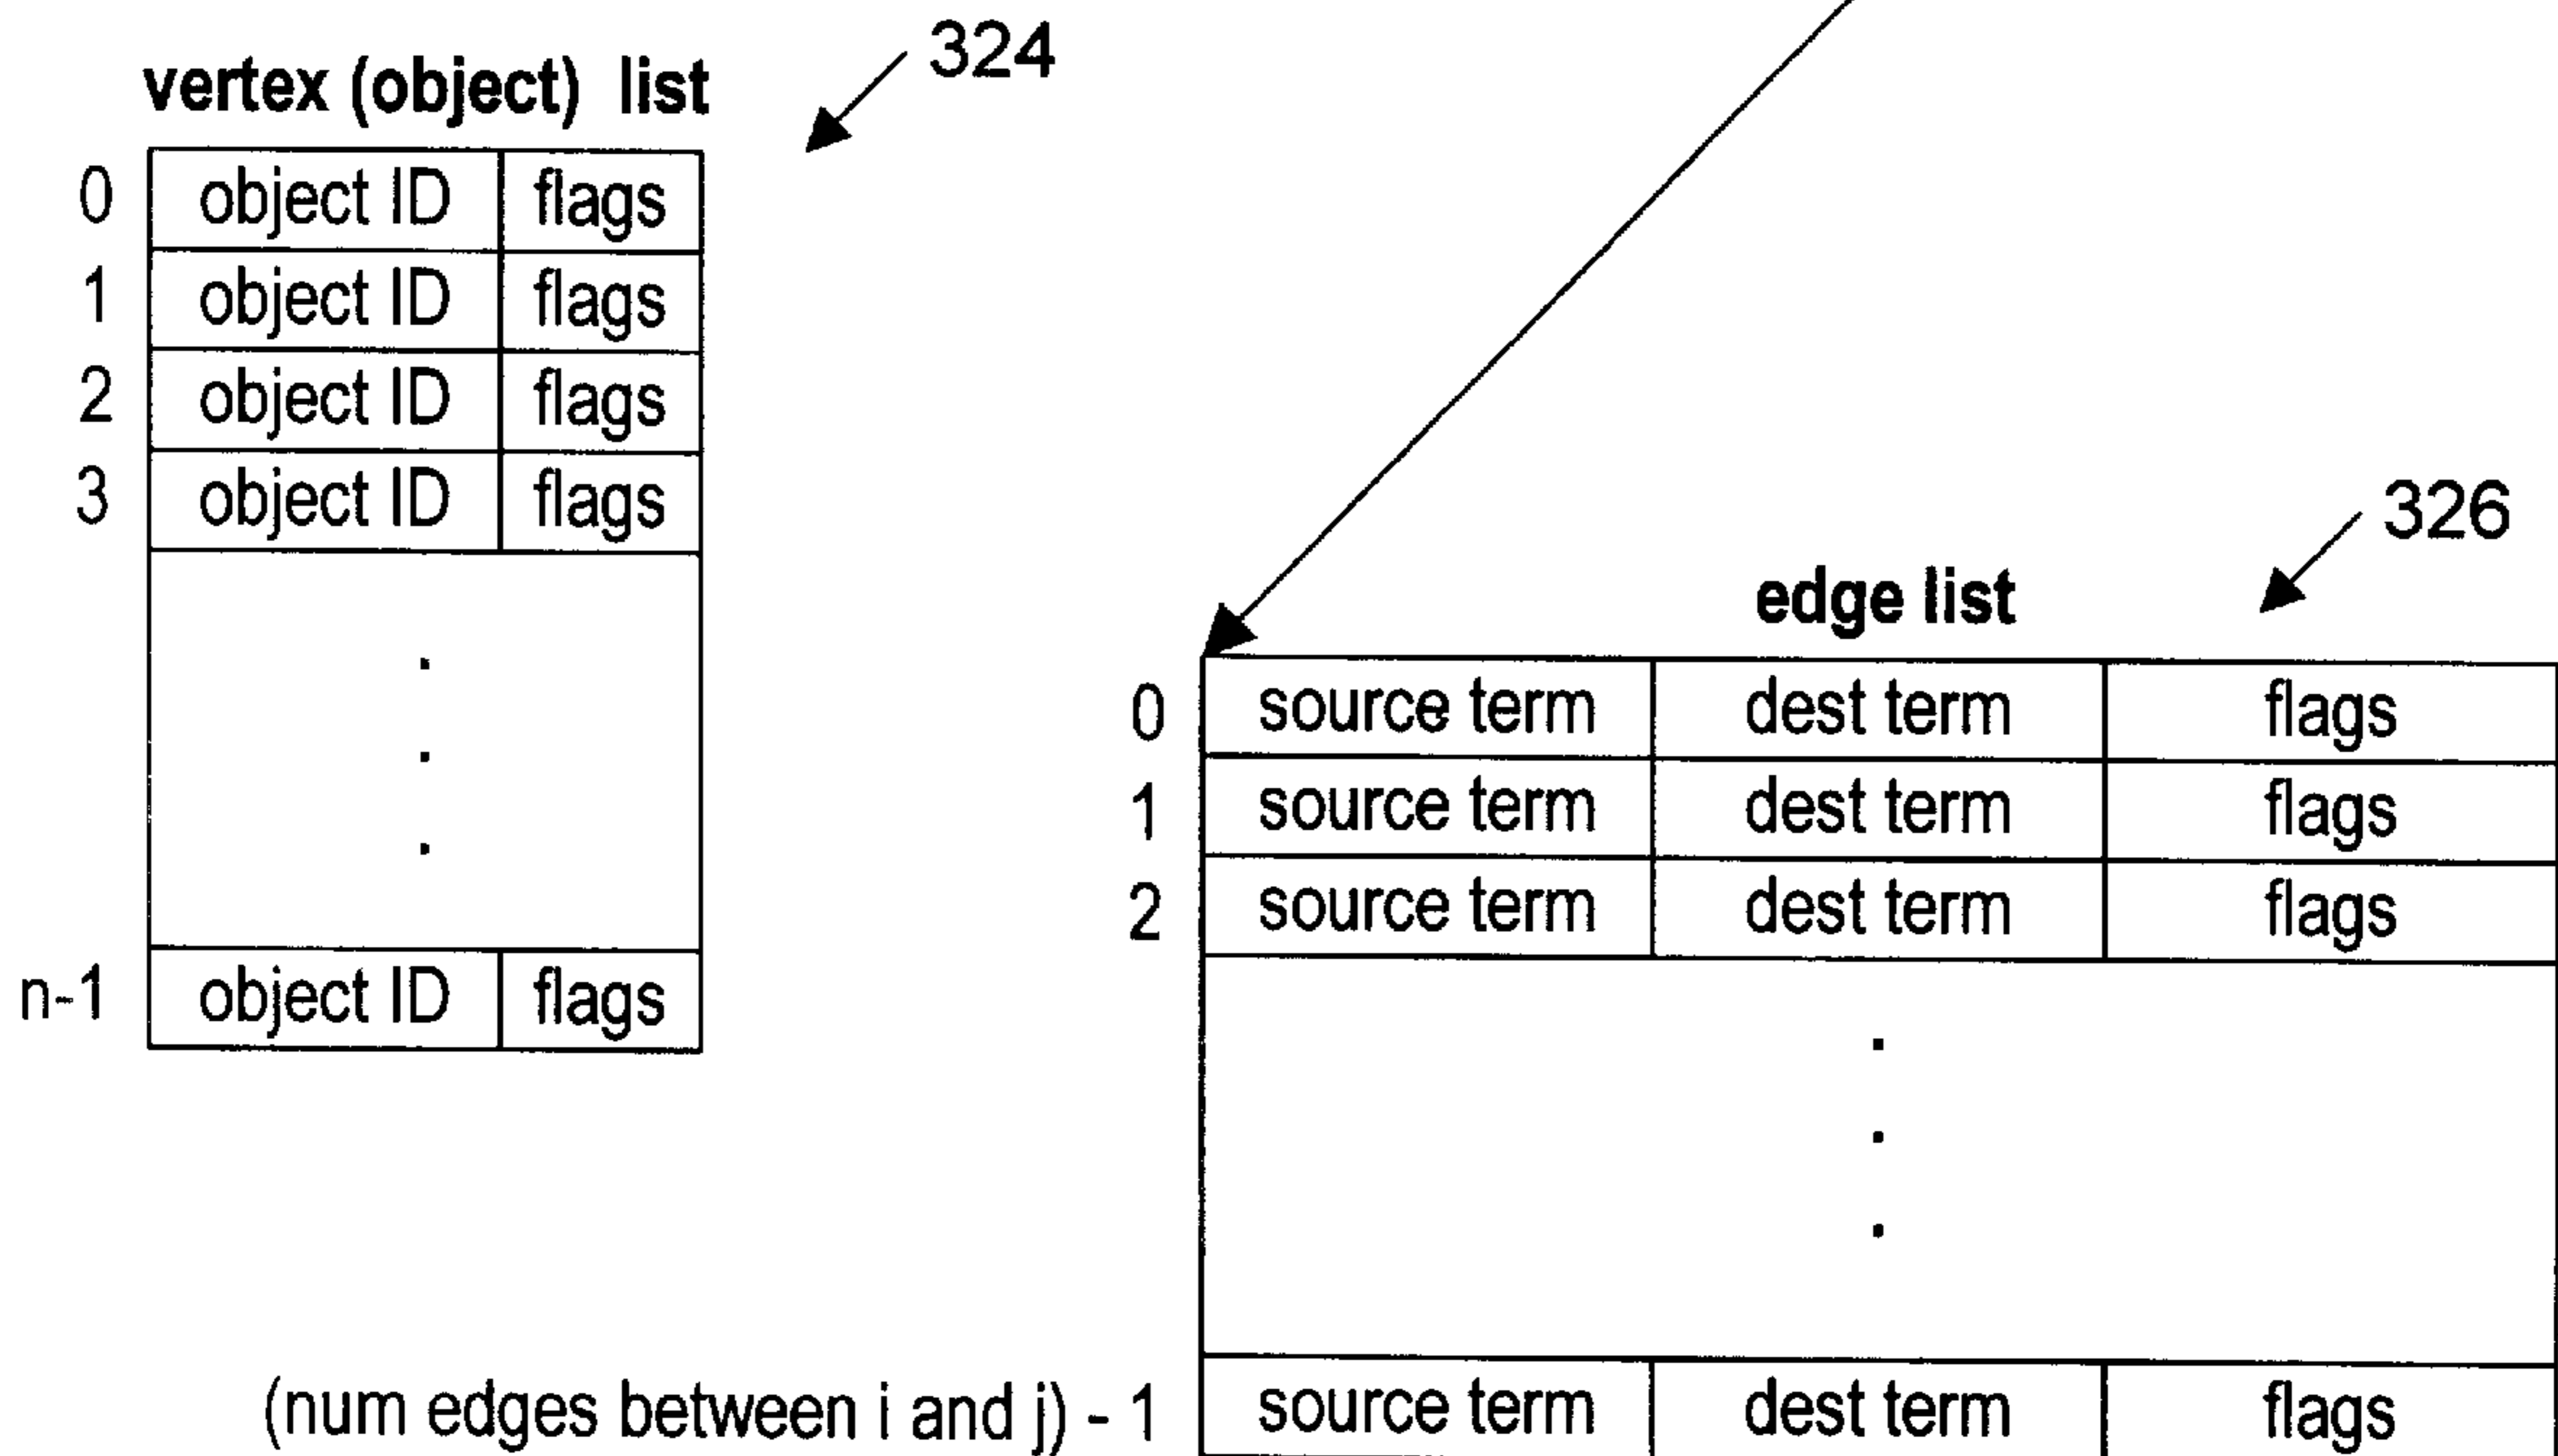 324
vertex (object) list
0 object ID flags
1 object ID flags
2 object ID flags
3 object ID flags
.
.
.
n-1 object ID flags
326
edge list
0 source term dest term flags
1 source term dest term flags
2 source term dest term flags
.
.
.
(num edges between i and j) - 1 source term dest term flags